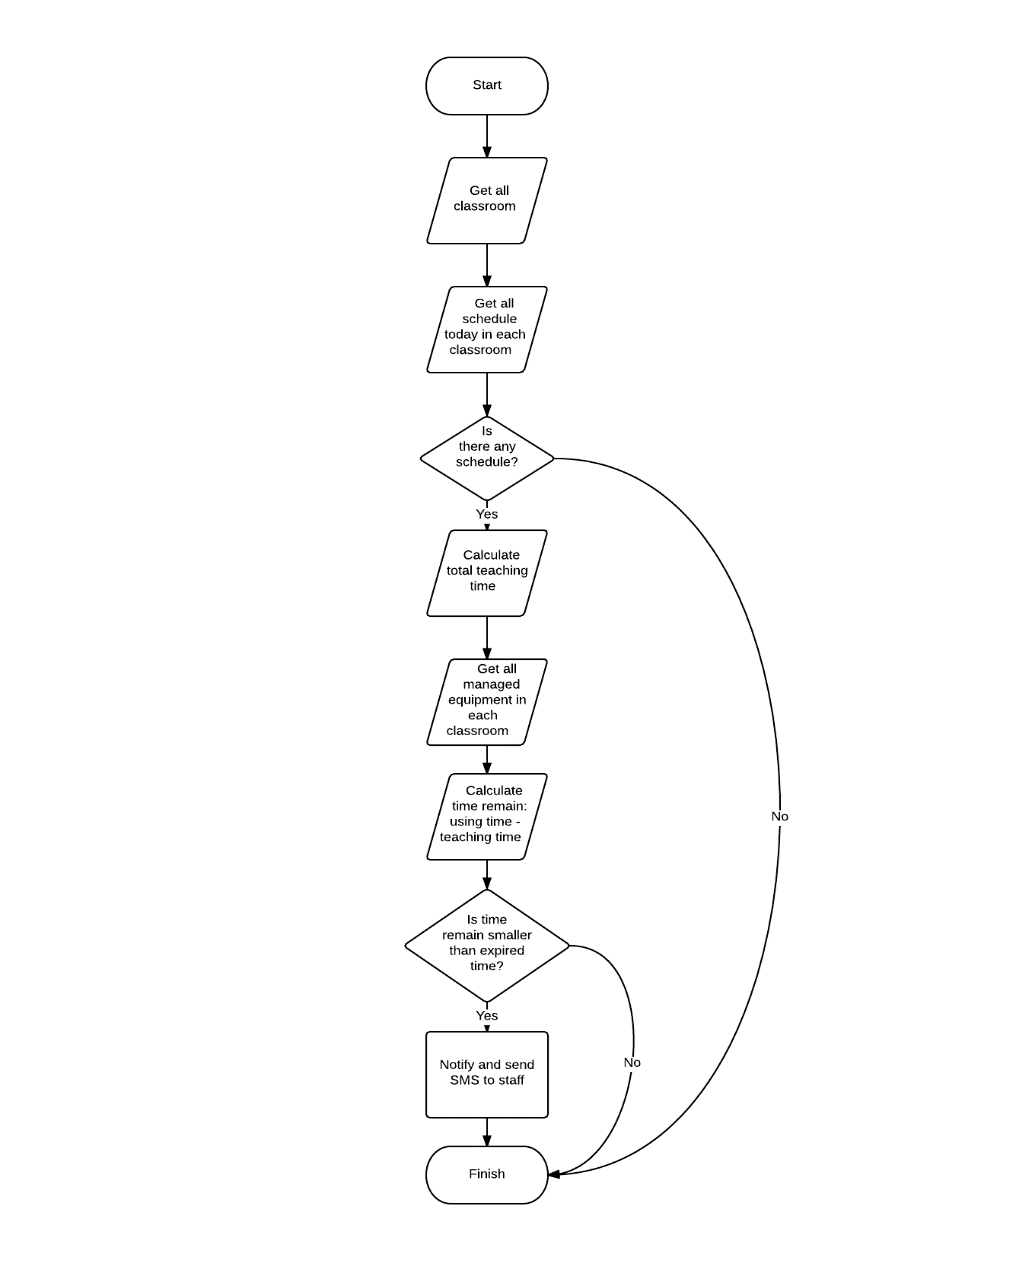 Start
Get all
classroom
Get all
schedule
today in each
classroom
Is
there any
schedule?
Yes
Calculate
total teaching
time
Get all
managed
equipment in
each
classroom
Calculate
time remain:
using time -
teaching time
No
Is time
remain smaller
than expired
time?
Yes
Notify and send
SMS to staff
No
Finish